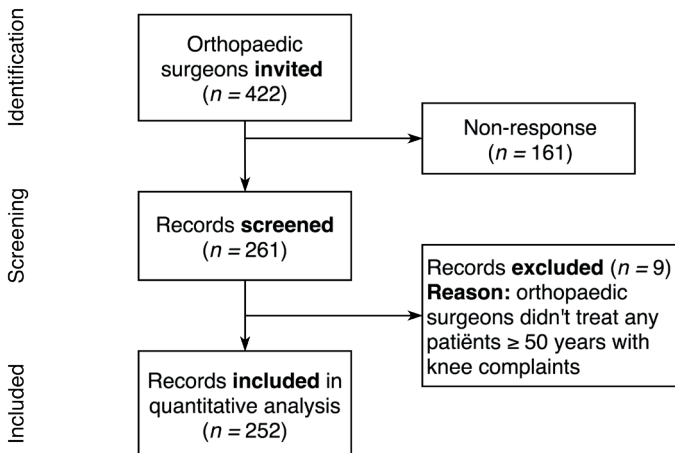 Identification
Orthopaedic
surgeons invited
(n = 422)
Non-response
(n = 161)
Screening
Records screened
(n = 261)
Records excluded (n = 9)
Reason: orthopaedic
surgeons didn't treat any
patiënts ≥ 50 years with
knee complaints
Included
Records included in
quantitative analysis
(n = 252)